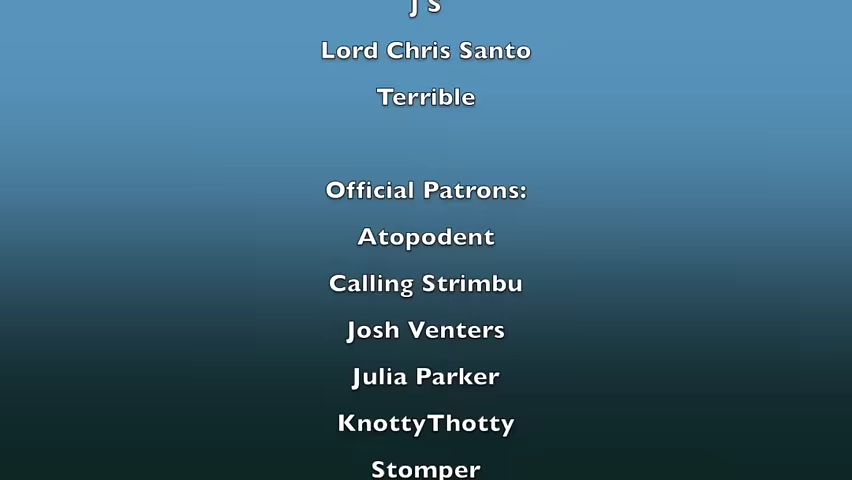 J S
Lord Chris Santo
Terrible
Official Patrons:
Atopodent
Calling Strimbu
Josh Venters
Julia Parker
KnottyThotty
Stomper